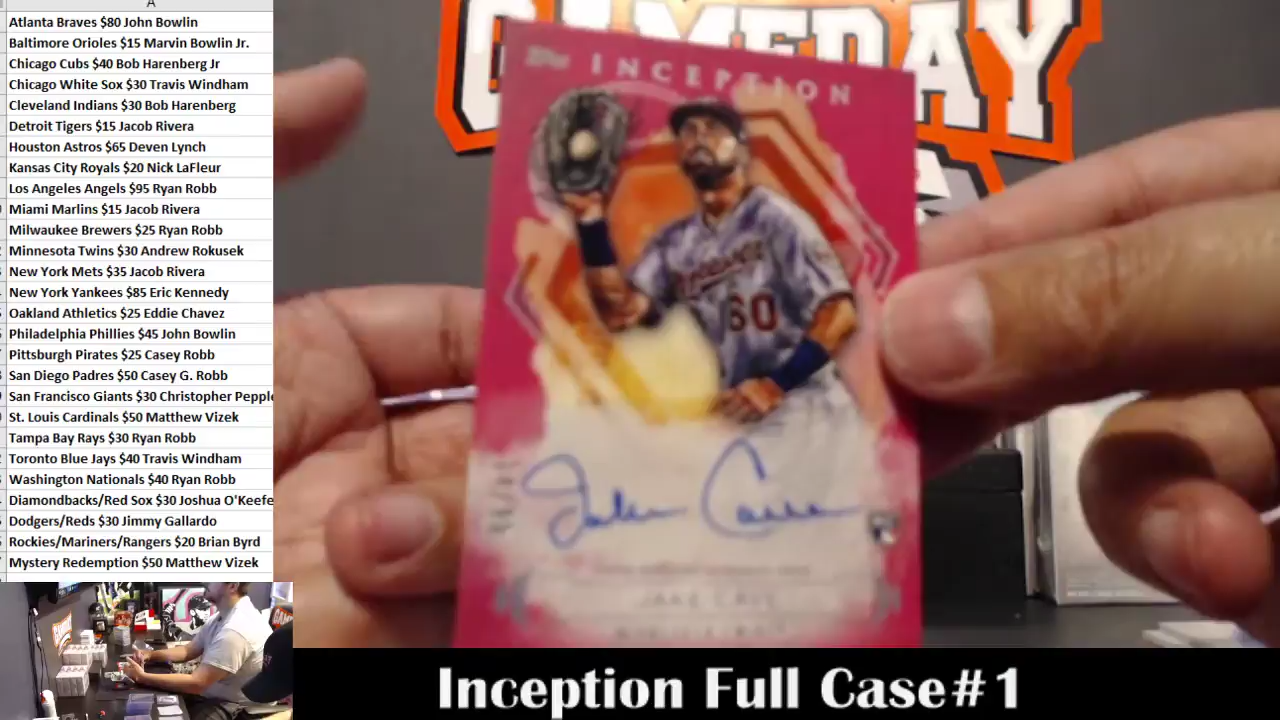 A
Atlanta Braves $80 John Bowlin
Baltimore Orioles $15 Marvin Bowlin Jr.
Chicago Cubs $40 Bob Harenberg Jr
Chicago White Sox $30 Travis Windham
Cleveland Indians $30 Bob Harenberg
Detroit Tigers $15 Jacob Rivera
Houston Astros $65 Deven Lynch
Kansas City Royals $20 Nick LaFleur
Los Angeles Angels $95 Ryan Robb
Miami Marlins $15 Jacob Rivera
Milwaukee Brewers $25 Ryan Robb
Minnesota Twins $30 Andrew Rokusek
New York Mets $35 Jacob Rivera
New York Yankees $85 Eric Kennedy
Oakland Athletics $25 Eddie Chavez
Philadelphia Phillies $45 John Bowlin
Pittsburgh Pirates $25 Casey Robb
San Diego Padres $50 Casey G. Robb
San Francisco Giants $30 Christopher Pepple
St. Louis Cardinals $50 Matthew Vizek
Tampa Bay Rays $30 Ryan Robb
Toronto Blue Jays $40 Travis Windham
Washington Nationals $40 Ryan Robb
Diamondbacks/Red Sox $30 Joshua O'Keefe
Dodgers/Reds $30 Jimmy Gallardo
Rockies/Mariners/Rangers $20 Brian Byrd
Mystery Redemption $50 Matthew Vizek
GAMEDAY
Topps INCEPTION
60
Jake Cave
JAKE CAVE
Inception Full Case#1